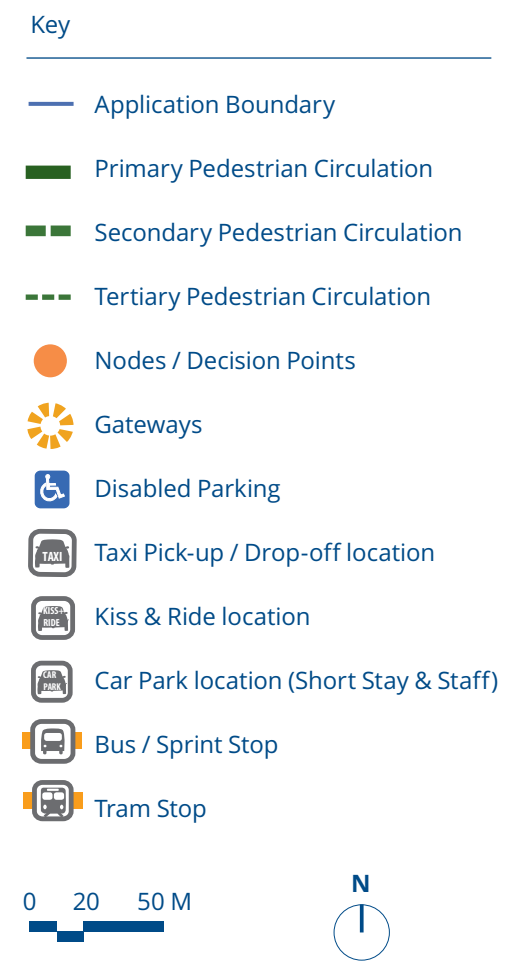 Key
Application Boundary
Primary Pedestrian Circulation
Secondary Pedestrian Circulation
Tertiary Pedestrian Circulation
Nodes / Decision Points
Gateways
Disabled Parking
TAXI
Taxi Pick-up / Drop-off location
KISS+
RIDE
Kiss & Ride location
CAR
PARK
Car Park location (Short Stay & Staff)
Bus / Sprint Stop
Tram Stop
0 20 50 M
N